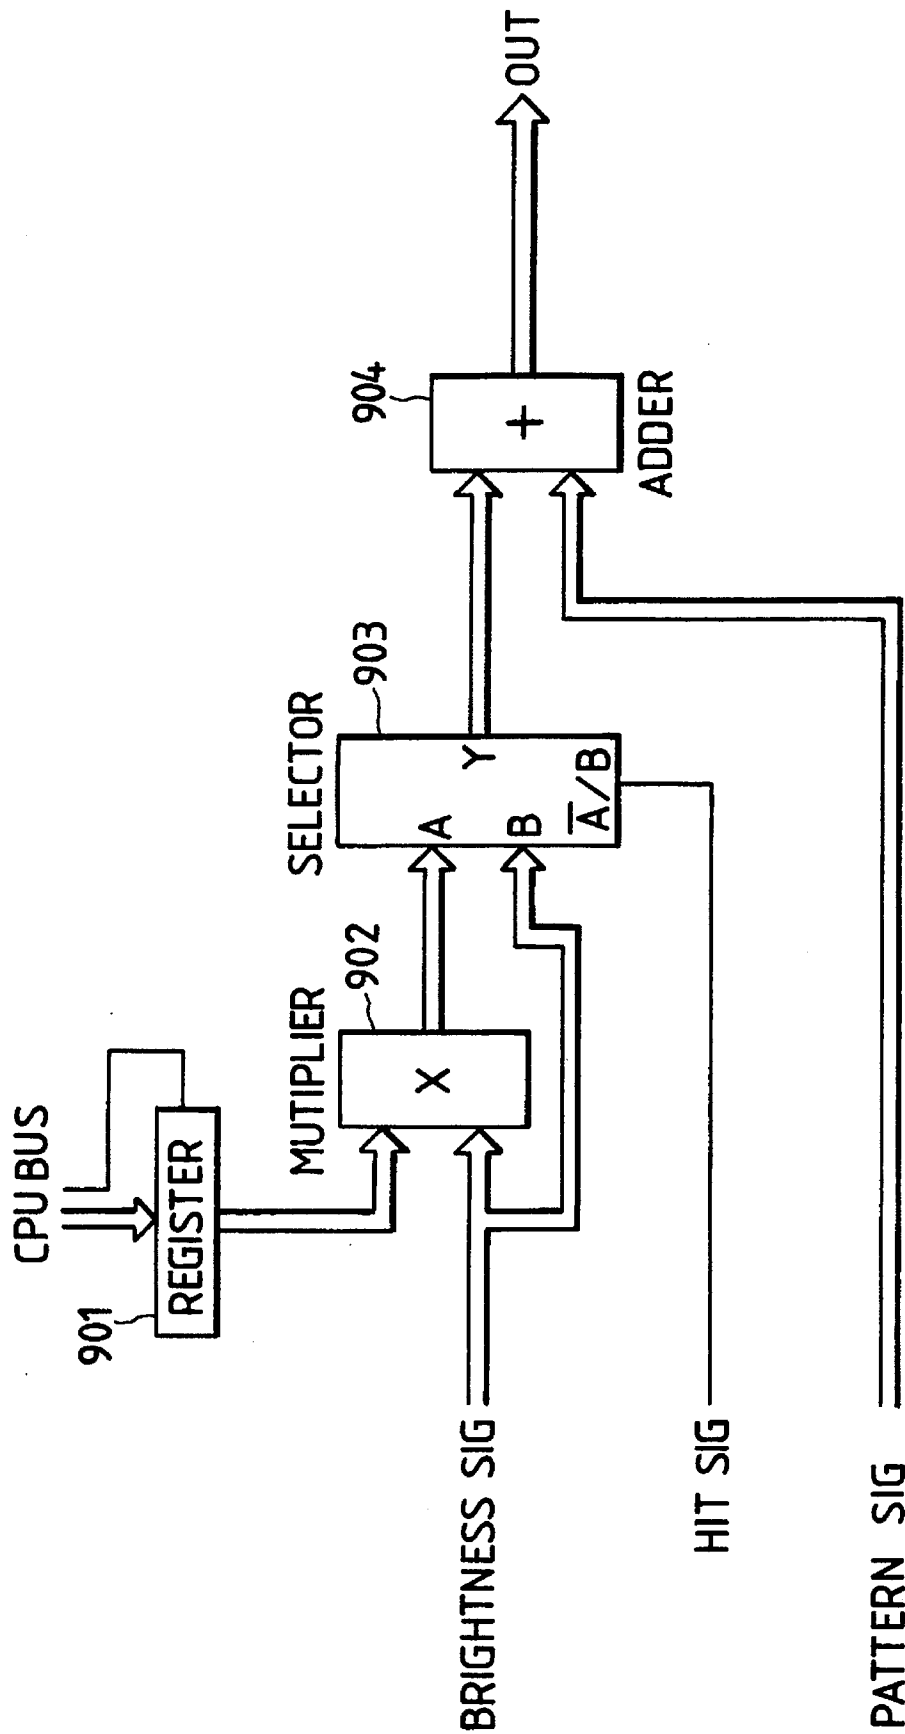 CPU BUS
901
REGISTER
MUTIPLIER
902
X
SELECTOR
903
A
Y
B
A̅/B
904
+
ADDER
OUT
BRIGHTNESS SIG
HIT SIG
PATTERN SIG